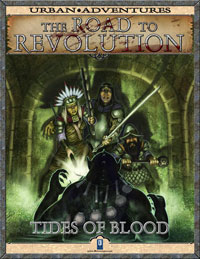 URBAN•ADVENTURES
THE ROAD TO
REVOLUTION
TIDES OF BLOOD